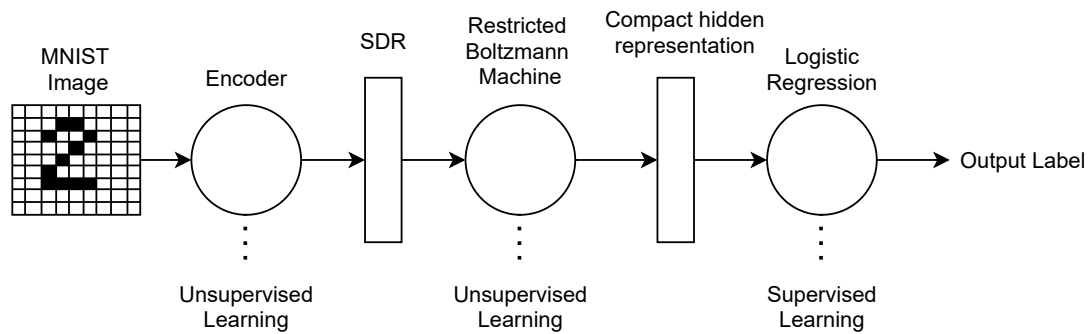 MNIST
Image
Encoder
SDR
Restricted
Boltzmann
Machine
Compact hidden
representation
Logistic
Regression
Output Label
Unsupervised
Learning
Unsupervised
Learning
Supervised
Learning